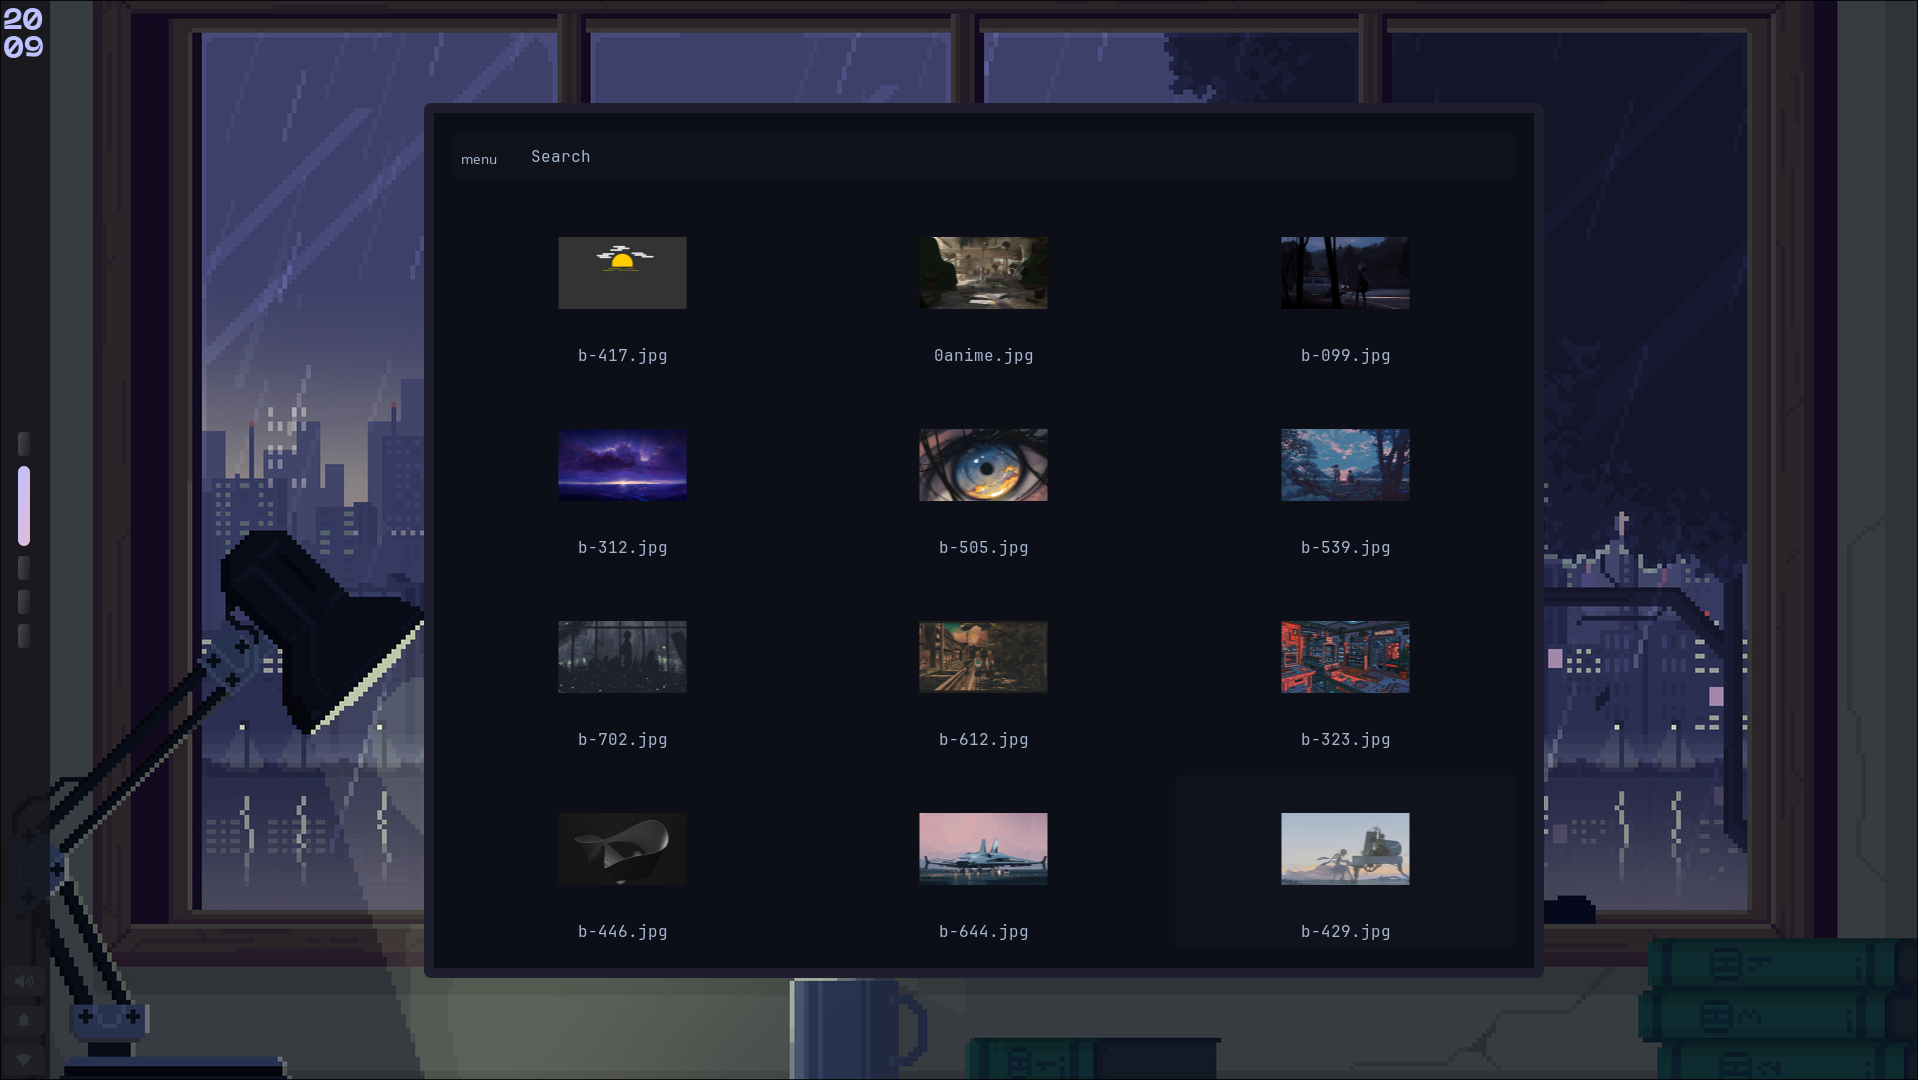 20
09
menu Search
b-417.jpg 0anime.jpg b-099.jpg
b-312.jpg b-505.jpg b-539.jpg
b-702.jpg b-612.jpg b-323.jpg
b-446.jpg b-644.jpg b-429.jpg